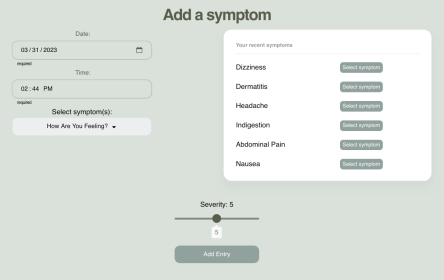 Add a symptom
Date:
03/31/2023
required
Time:
02:44 PM
required
Select symptom(s):
How Are You Feeling?
Your recent symptoms
Dizziness Select symptom
Dermatitis Select symptom
Headache Select symptom
Indigestion Select symptom
Abdominal Pain Select symptom
Nausea Select symptom
Severity: 5
5
Add Entry